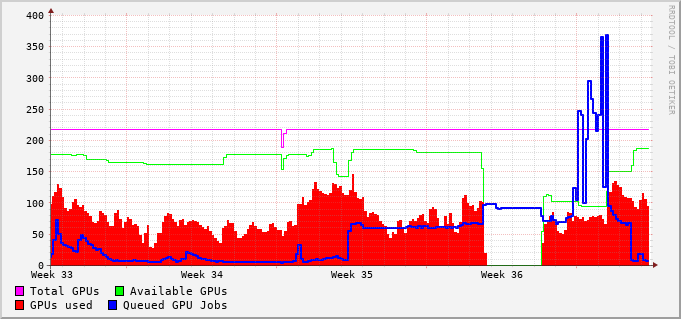 400
350
300
250
200
150
100
50
0
Week 33 Week 34 Week 35 Week 36
Total GPUs Available GPUs
GPUs used Queued GPU Jobs
RRDTOOL / TOBI OETIKER